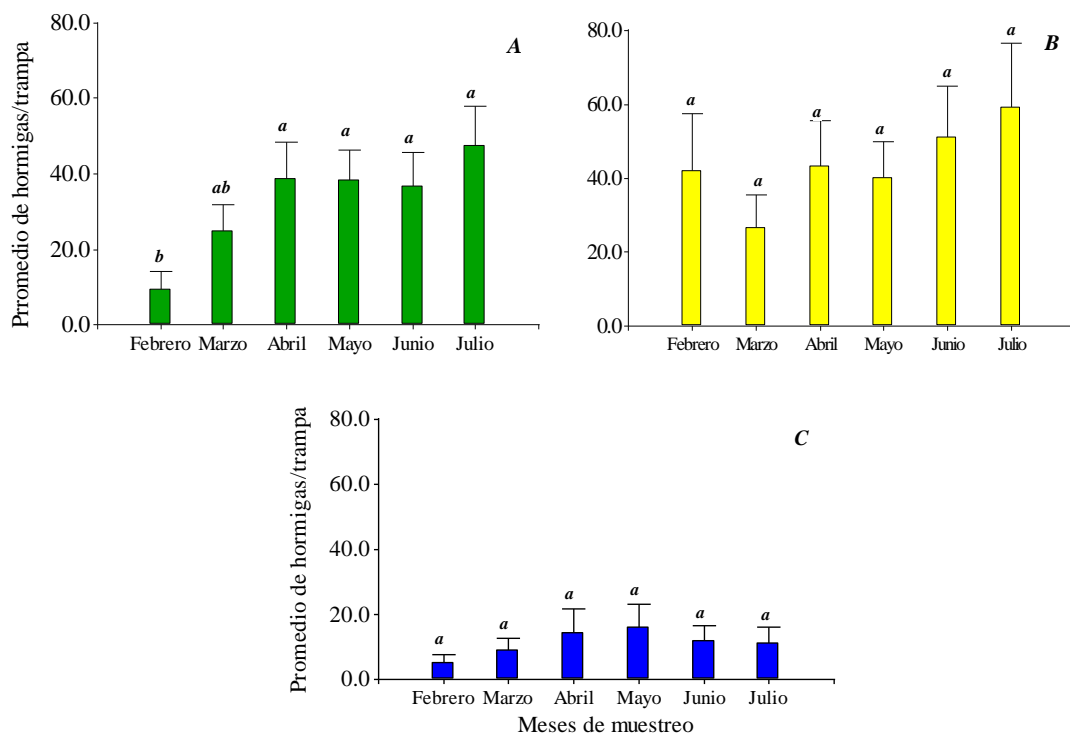 80.0
60.0
40.0
20.0
0.0
Prromedio de hormigas/trampa
A
b
ab
a
a
a
a
Febrero Marzo Abril Mayo Junio Julio
80.0
60.0
40.0
20.0
0.0
B
a
a
a
a
a
a
Febrero Marzo Abril Mayo Junio Julio
80.0
60.0
40.0
20.0
0.0
Promedio de hormigas/trampa
C
a
a
a
a
a
a
Febrero Marzo Abril Mayo Junio Julio
Meses de muestreo